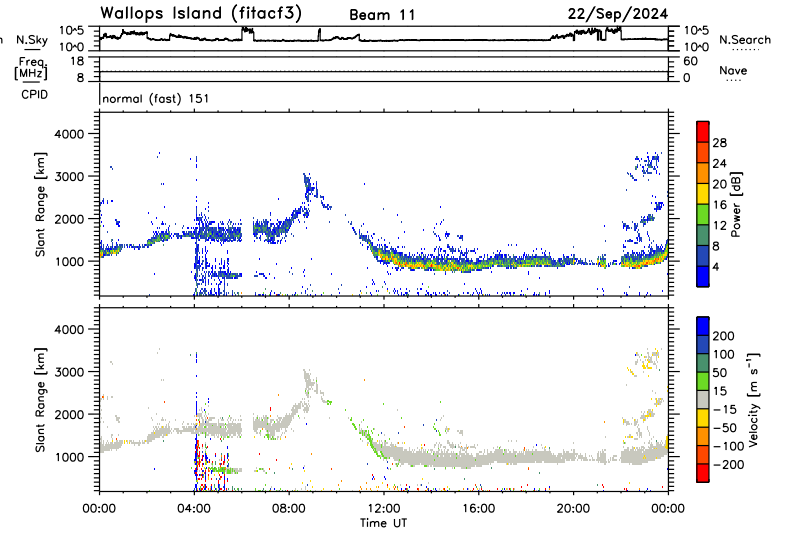 Wallops Island (fitacf3) Beam 11 22/Sep/2024
N.Sky 10^5 10^5 N.Search
10^0 10^0
Freq. 18 60 Nave
[MHz] 8 0
CPID normal (fast) 151
Slant Range [km]
4000
3000
2000
1000
Power [dB]
28
24
20
16
12
8
4
Slant Range [km]
4000
3000
2000
1000
Velocity [m s⁻¹]
200
100
50
15
−15
−50
−100
−200
00:00 04:00 08:00 12:00 16:00 20:00 00:00
Time UT